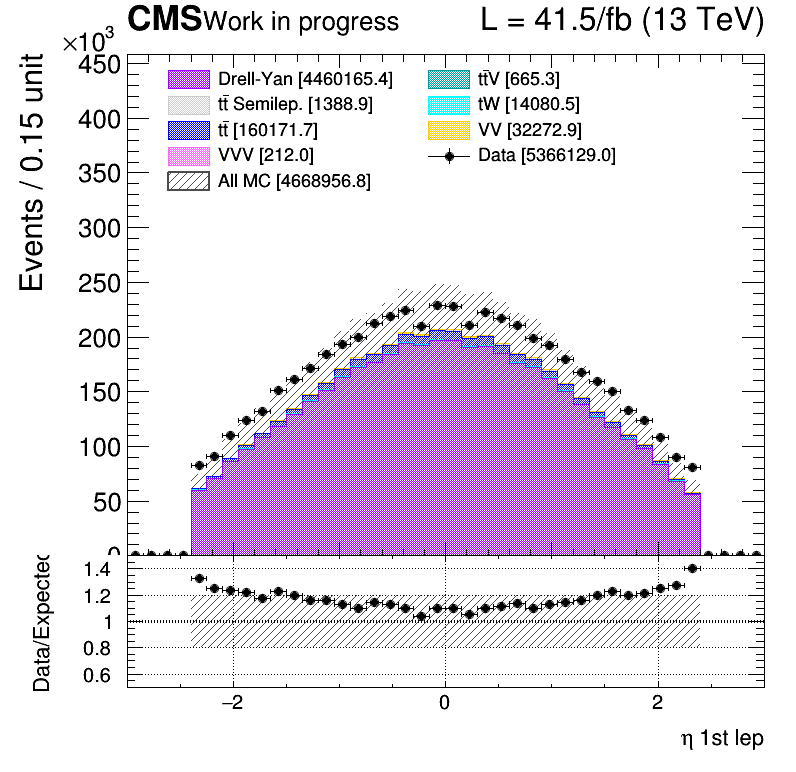 CMS Work in progress L = 41.5/fb (13 TeV)
×10³
Events / 0.15 unit
450
400
350
300
250
200
150
100
50
0
Drell-Yan [4460165.4]
tt̄ Semilep. [1388.9]
tt̄ [160171.7]
VVV [212.0]
All MC [4668956.8]
tt̄V [665.3]
tW [14080.5]
VV [32272.9]
Data [5366129.0]
Data/Expected
1.4
1.2
1
0.8
0.6
−2 0 2
η 1st lep